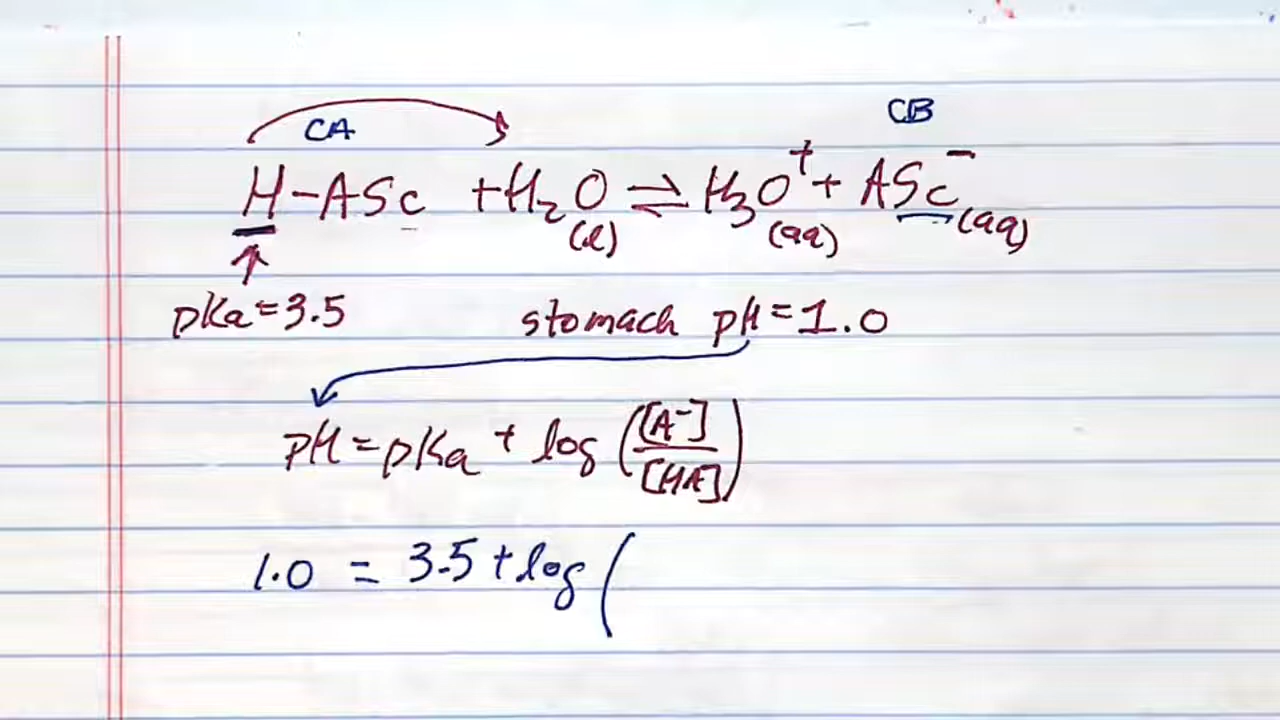 CA CB
H-ASc + H₂O(l) ⇌ H₃O⁺(aq) + ASc⁻(aq)
pKa=3.5 stomach pH=1.0
pH=pKa + log ([A⁻]/[HA])
1.0 = 3.5 + log (